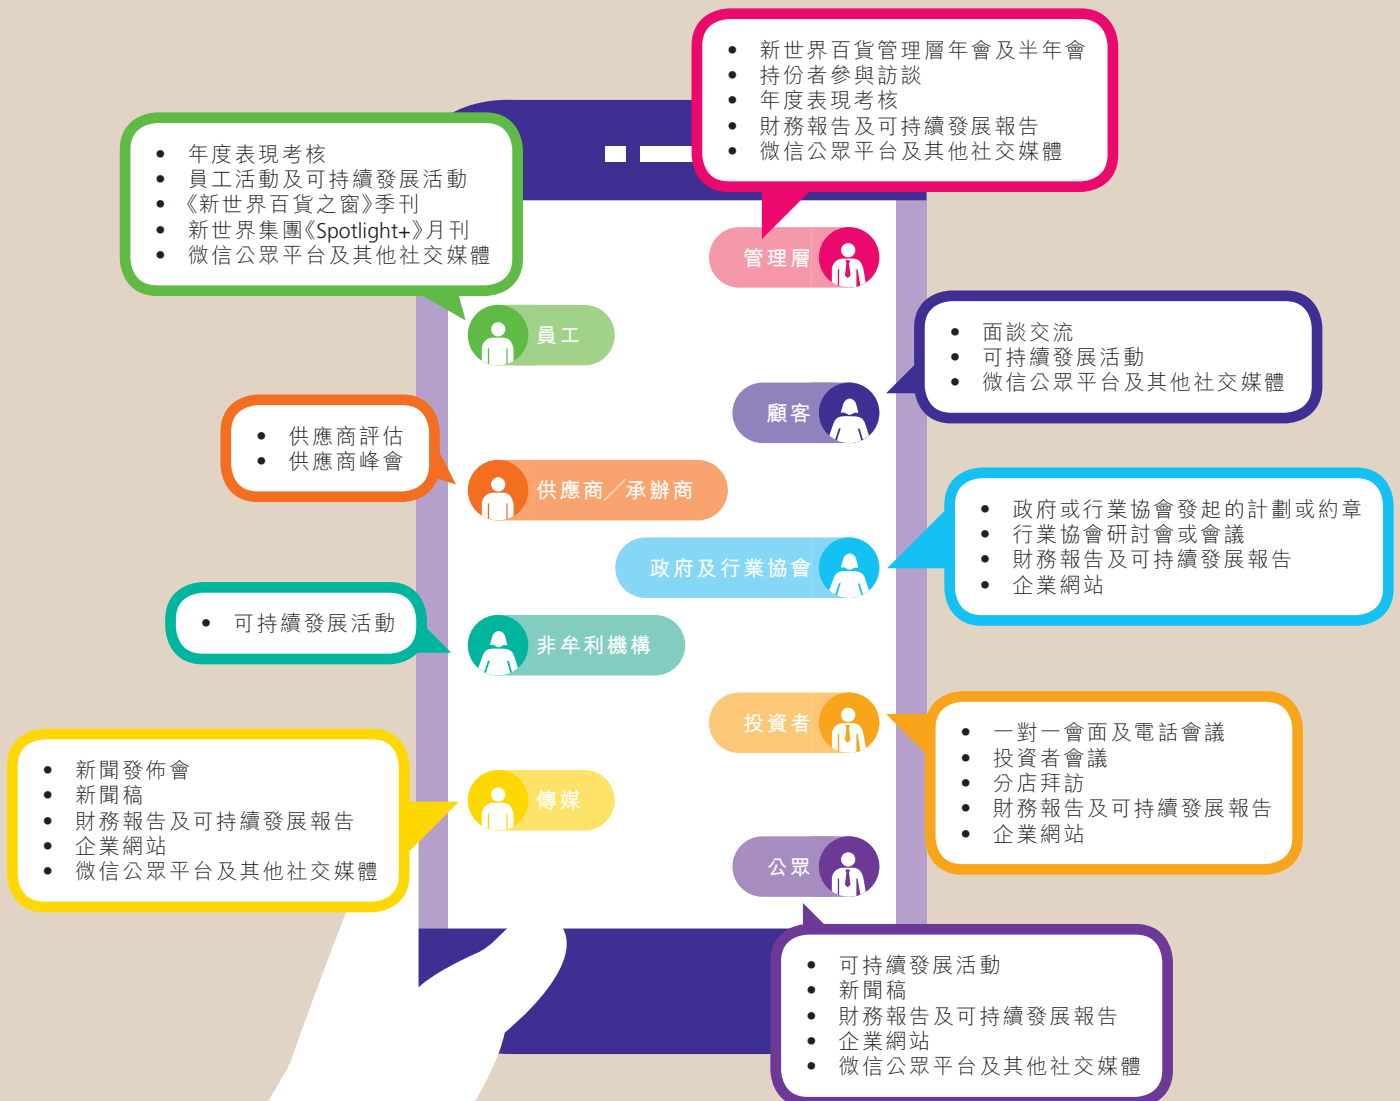 • 新世界百貨管理層年會及半年會
• 持份者參與訪談
• 年度表現考核
• 財務報告及可持續發展報告
• 微信公眾平台及其他社交媒體
管理層
• 年度表現考核
• 員工活動及可持續發展活動
• 《新世界百貨之窗》季刊
• 新世界集團《Spotlight+》月刊
• 微信公眾平台及其他社交媒體
員工
• 面談交流
• 可持續發展活動
• 微信公眾平台及其他社交媒體
顧客
• 供應商評估
• 供應商峰會
供應商／承辦商
• 政府或行業協會發起的計劃或約章
• 行業協會研討會或會議
• 財務報告及可持續發展報告
• 企業網站
政府及行業協會
• 可持續發展活動
非牟利機構
• 一對一會面及電話會議
• 投資者會議
• 分店拜訪
• 財務報告及可持續發展報告
• 企業網站
投資者
• 新聞發佈會
• 新聞稿
• 財務報告及可持續發展報告
• 企業網站
• 微信公眾平台及其他社交媒體
傳媒
公眾
• 可持續發展活動
• 新聞稿
• 財務報告及可持續發展報告
• 企業網站
• 微信公眾平台及其他社交媒體